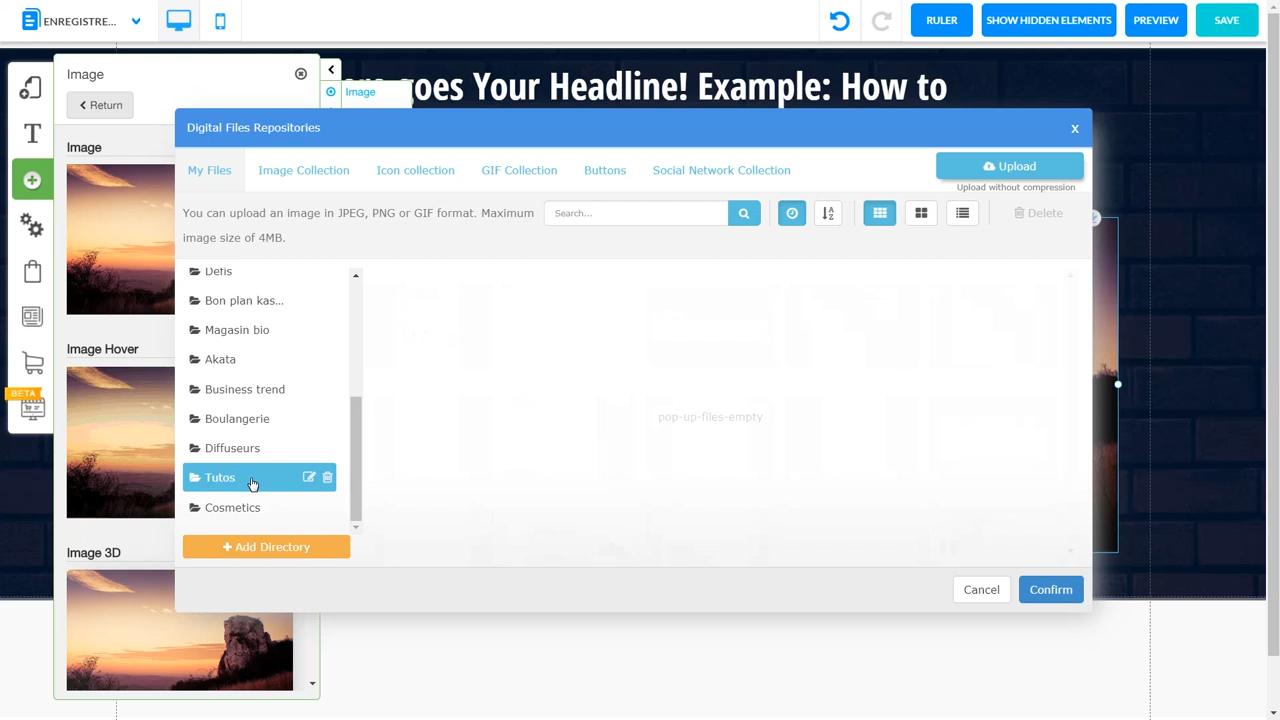 ENREGISTRE...
RULER
SHOW HIDDEN ELEMENTS
PREVIEW
SAVE
Image
Return
Image
goes Your Headline! Example: How to
Digital Files Repositories
X
Image
My Files
Image Collection
Icon collection
GIF Collection
Buttons
Social Network Collection
Upload
Upload without compression
You can upload an image in JPEG, PNG or GIF format. Maximum
image size of 4MB.
Search...
Delete
Defis
Bon plan kas...
Magasin bio
Akata
Business trend
Boulangerie
Diffuseurs
Tutos
Cosmetics
Add Directory
pop-up-files-empty
Image Hover
BETA
Image 3D
Cancel
Confirm